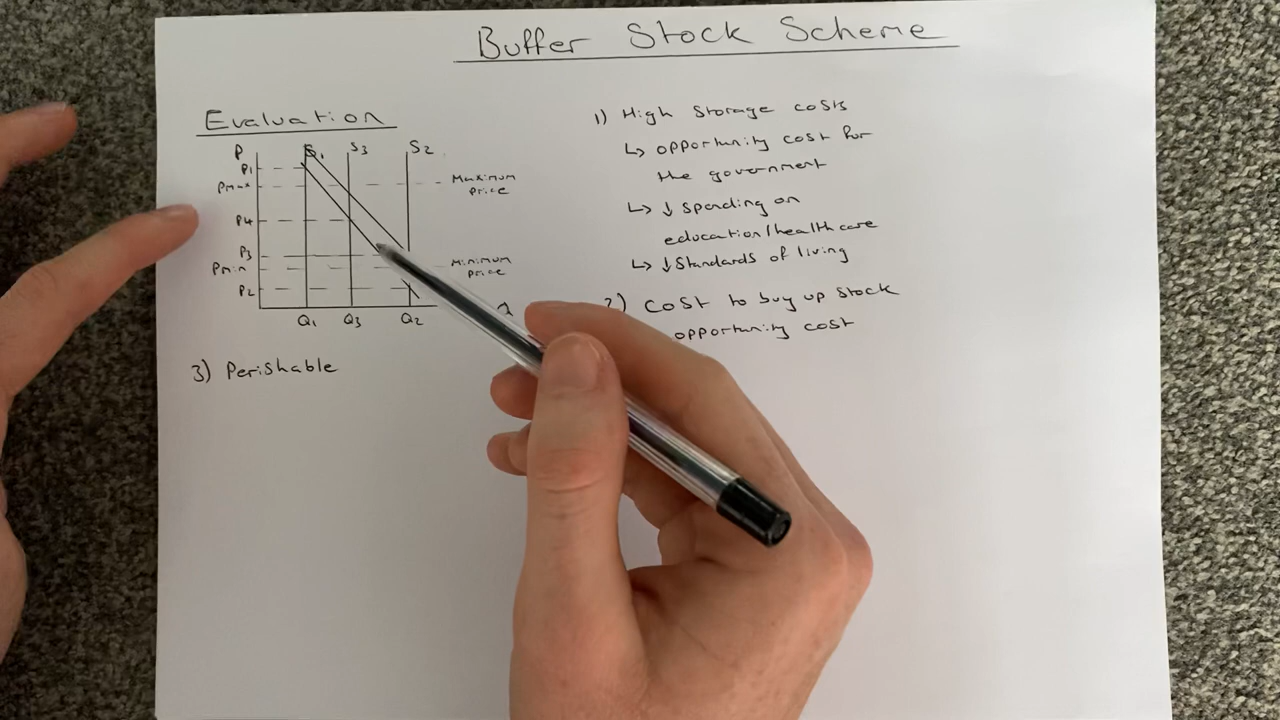 Buffer Stock Scheme
Evaluation
P
P1
Pmax
P4
P3
Pmin
P2
S1
S3
S2
Maximum
Price
Minimum
Price
Q1
Q3
Q2
1) High Storage costs
↳ opportunity cost for
the government
↳ ↓ spending on
education/healthcare
↳ ↓ Standards of living
2) Cost to buy up stock
opportunity cost
3) Perishable